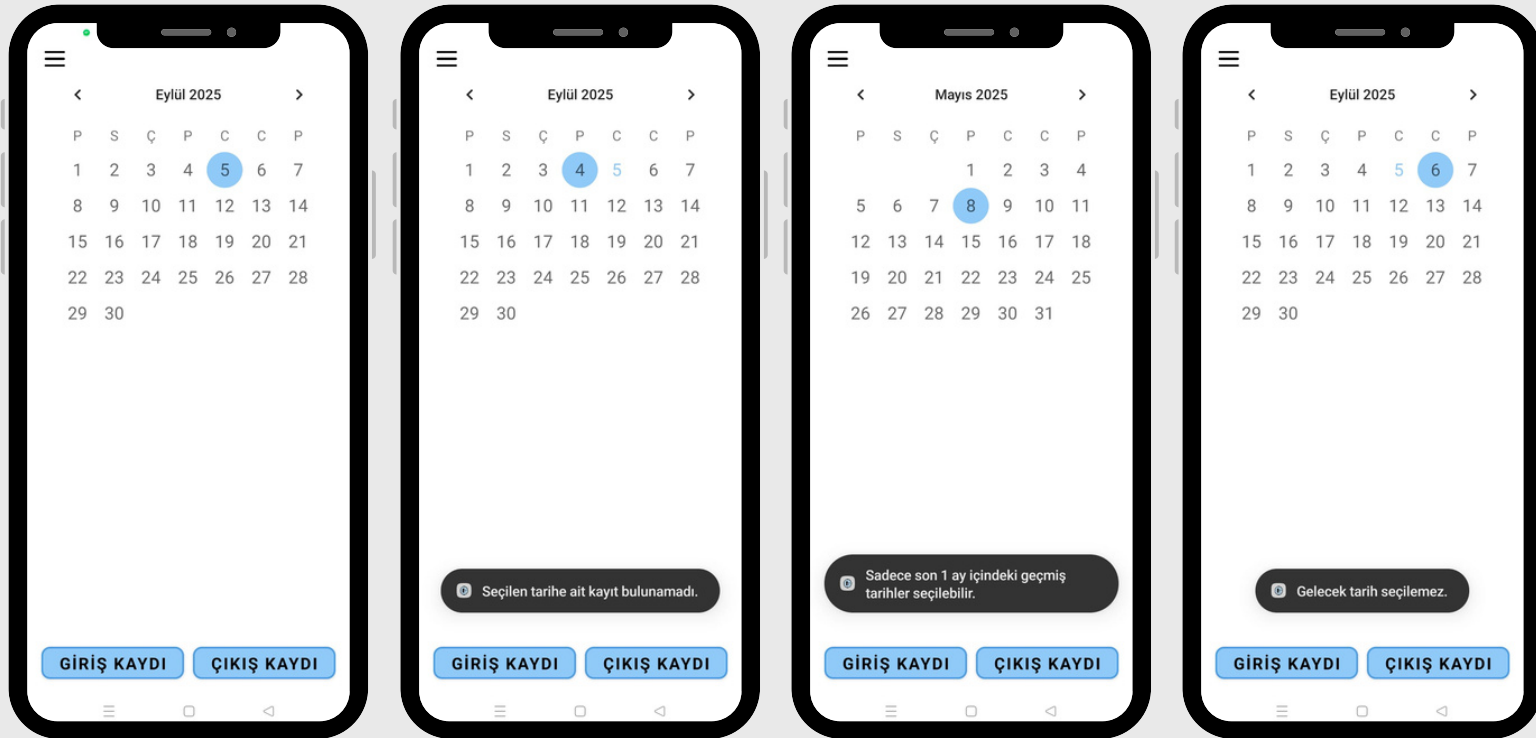 Eylül 2025
P S Ç P C C P
1 2 3 4 5 6 7
8 9 10 11 12 13 14
15 16 17 18 19 20 21
22 23 24 25 26 27 28
29 30
GİRİŞ KAYDI ÇIKIŞ KAYDI
Eylül 2025
P S Ç P C C P
1 2 3 4 5 6 7
8 9 10 11 12 13 14
15 16 17 18 19 20 21
22 23 24 25 26 27 28
29 30
Seçilen tarihe ait kayıt bulunamadı.
GİRİŞ KAYDI ÇIKIŞ KAYDI
Mayıs 2025
P S Ç P C C P
1 2 3 4
5 6 7 8 9 10 11
12 13 14 15 16 17 18
19 20 21 22 23 24 25
26 27 28 29 30 31
Sadece son 1 ay içindeki geçmiş
tarihler seçilebilir.
GİRİŞ KAYDI ÇIKIŞ KAYDI
Eylül 2025
P S Ç P C C P
1 2 3 4 5 6 7
8 9 10 11 12 13 14
15 16 17 18 19 20 21
22 23 24 25 26 27 28
29 30
Gelecek tarih seçilemez.
GİRİŞ KAYDI ÇIKIŞ KAYDI